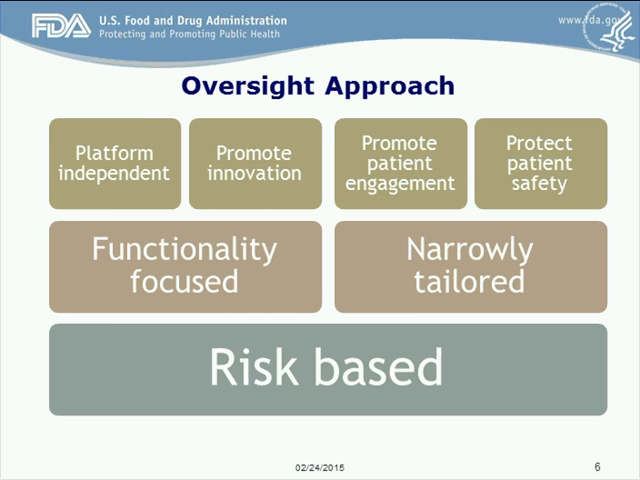 FDA U.S. Food and Drug Administration
Protecting and Promoting Public Health
www.fda.gov
Oversight Approach
Platform
independent
Promote
innovation
Promote
patient
engagement
Protect
patient
safety
Functionality
focused
Narrowly
tailored
Risk based
02/24/2015
6